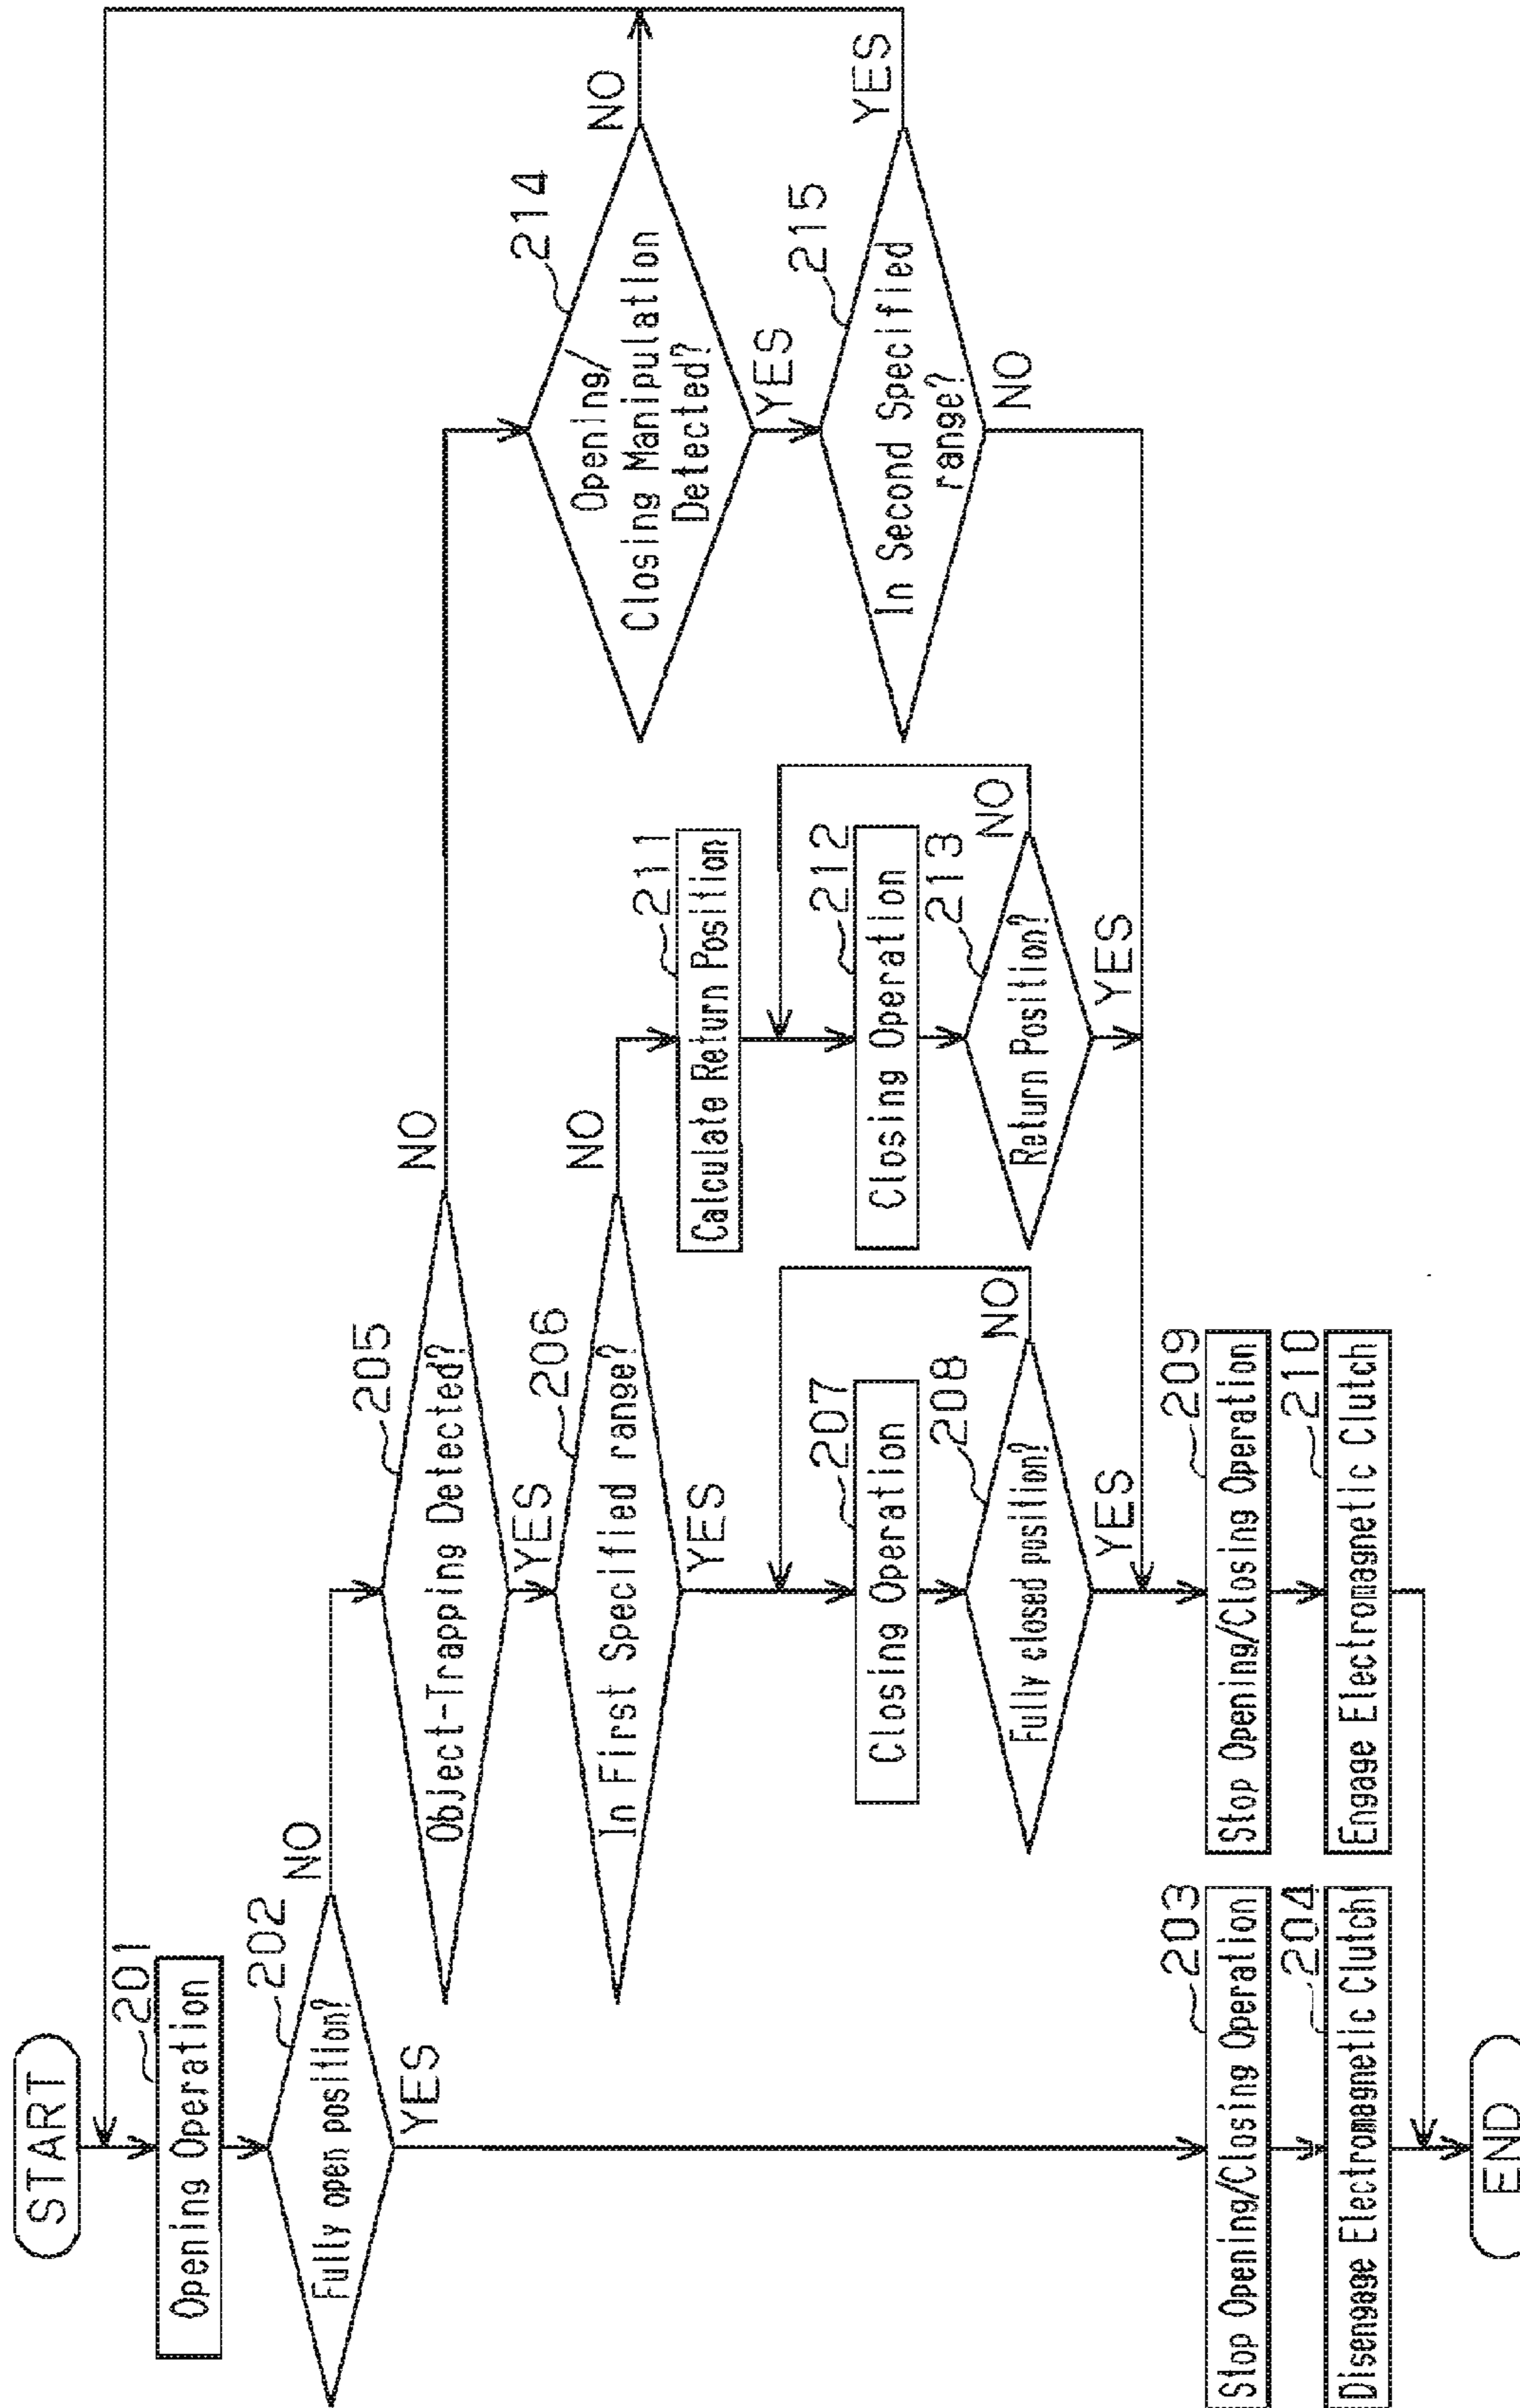 START
201
Opening Operation
202
Fully open position?
NO
YES
203
Stop Opening/Closing Operation
204
Disengage Electromagnetic Clutch
END
205
Object-Trapping Detected?
NO
YES
206
In First Specified range?
NO
YES
207
Closing Operation
208
Fully closed position?
NO
YES
209
Stop Opening/Closing Operation
210
Engage Electromagnetic Clutch
211
Calculate Return Position
212
Closing Operation
213
Return Position?
NO
YES
214
Opening/
Closing Manipulation
Detected?
NO
YES
215
In Second Specified
range?
YES
NO